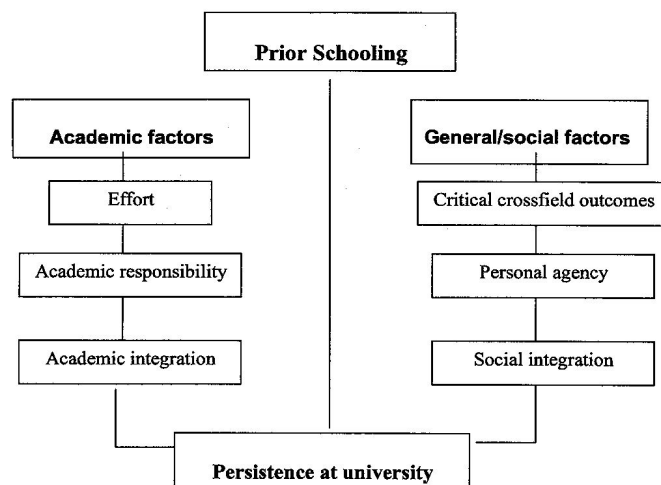 Prior Schooling
Academic factors
General/social factors
Effort
Critical crossfield outcomes
Academic responsibility
Personal agency
Academic integration
Social integration
Persistence at university